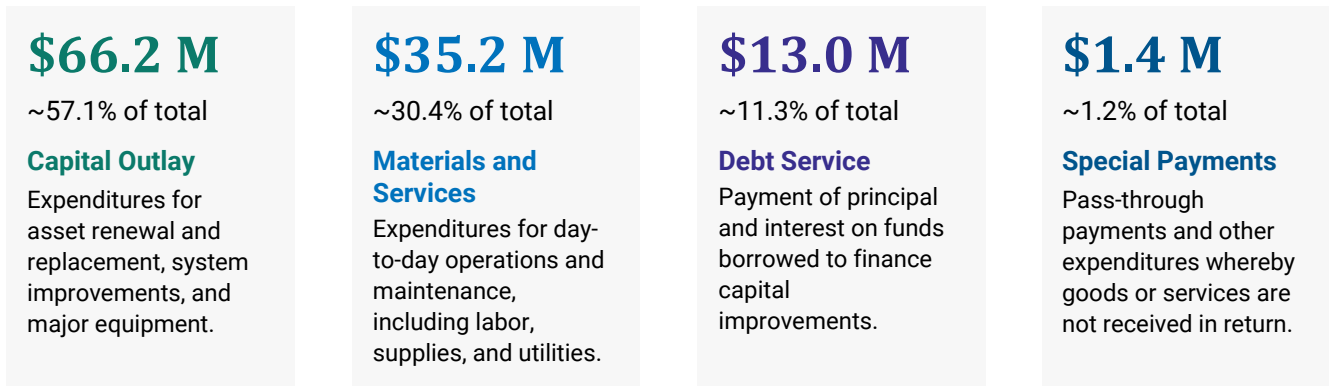 $66.2 M
~57.1% of total
Capital Outlay
Expenditures for
asset renewal and
replacement, system
improvements, and
major equipment.
$35.2 M
~30.4% of total
Materials and
Services
Expenditures for day-
to-day operations and
maintenance,
including labor,
supplies, and utilities.
$13.0 M
~11.3% of total
Debt Service
Payment of principal
and interest on funds
borrowed to finance
capital
improvements.
$1.4 M
~1.2% of total
Special Payments
Pass-through
payments and other
expenditures whereby
goods or services are
not received in return.